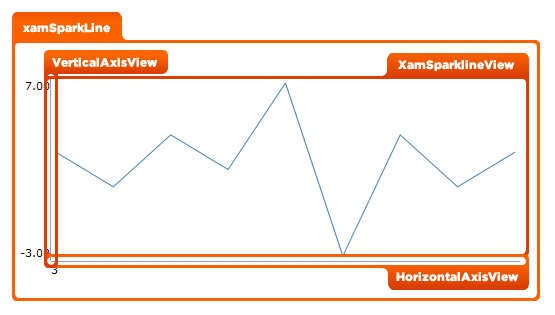 xamSparkLine
VerticalAxisView
XamSparklineView
7.00
-3.00
3
HorizontalAxisView